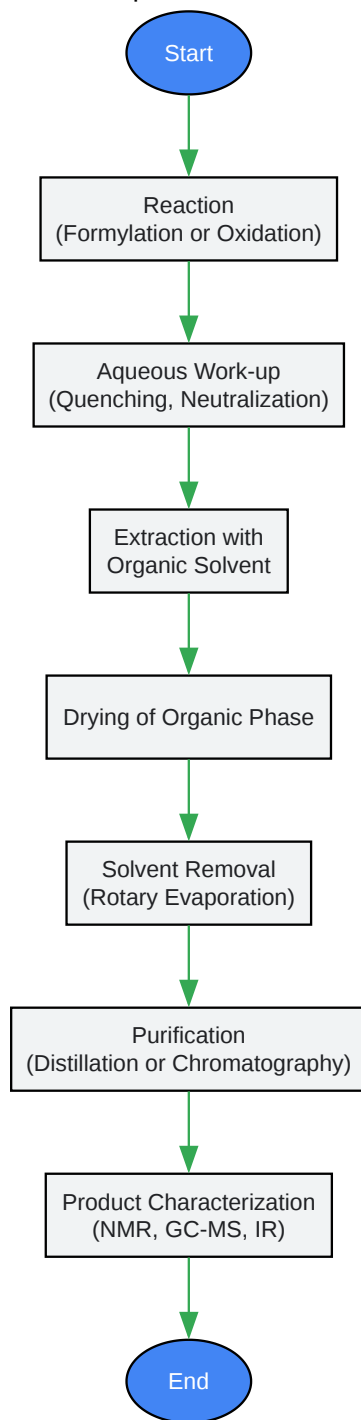 Start
Reaction
(Formylation or Oxidation)
Aqueous Work-up
(Quenching, Neutralization)
Extraction with
Organic Solvent
Drying of Organic Phase
Solvent Removal
(Rotary Evaporation)
Purification
(Distillation or Chromatography)
Product Characterization
(NMR, GC-MS, IR)
End